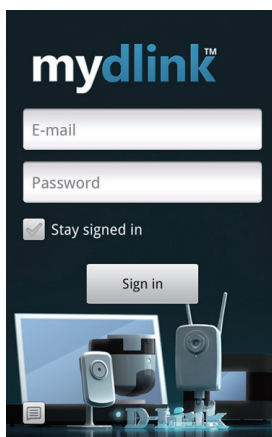 mydlink™
E-mail
Password
Stay signed in
Sign in
D-Link